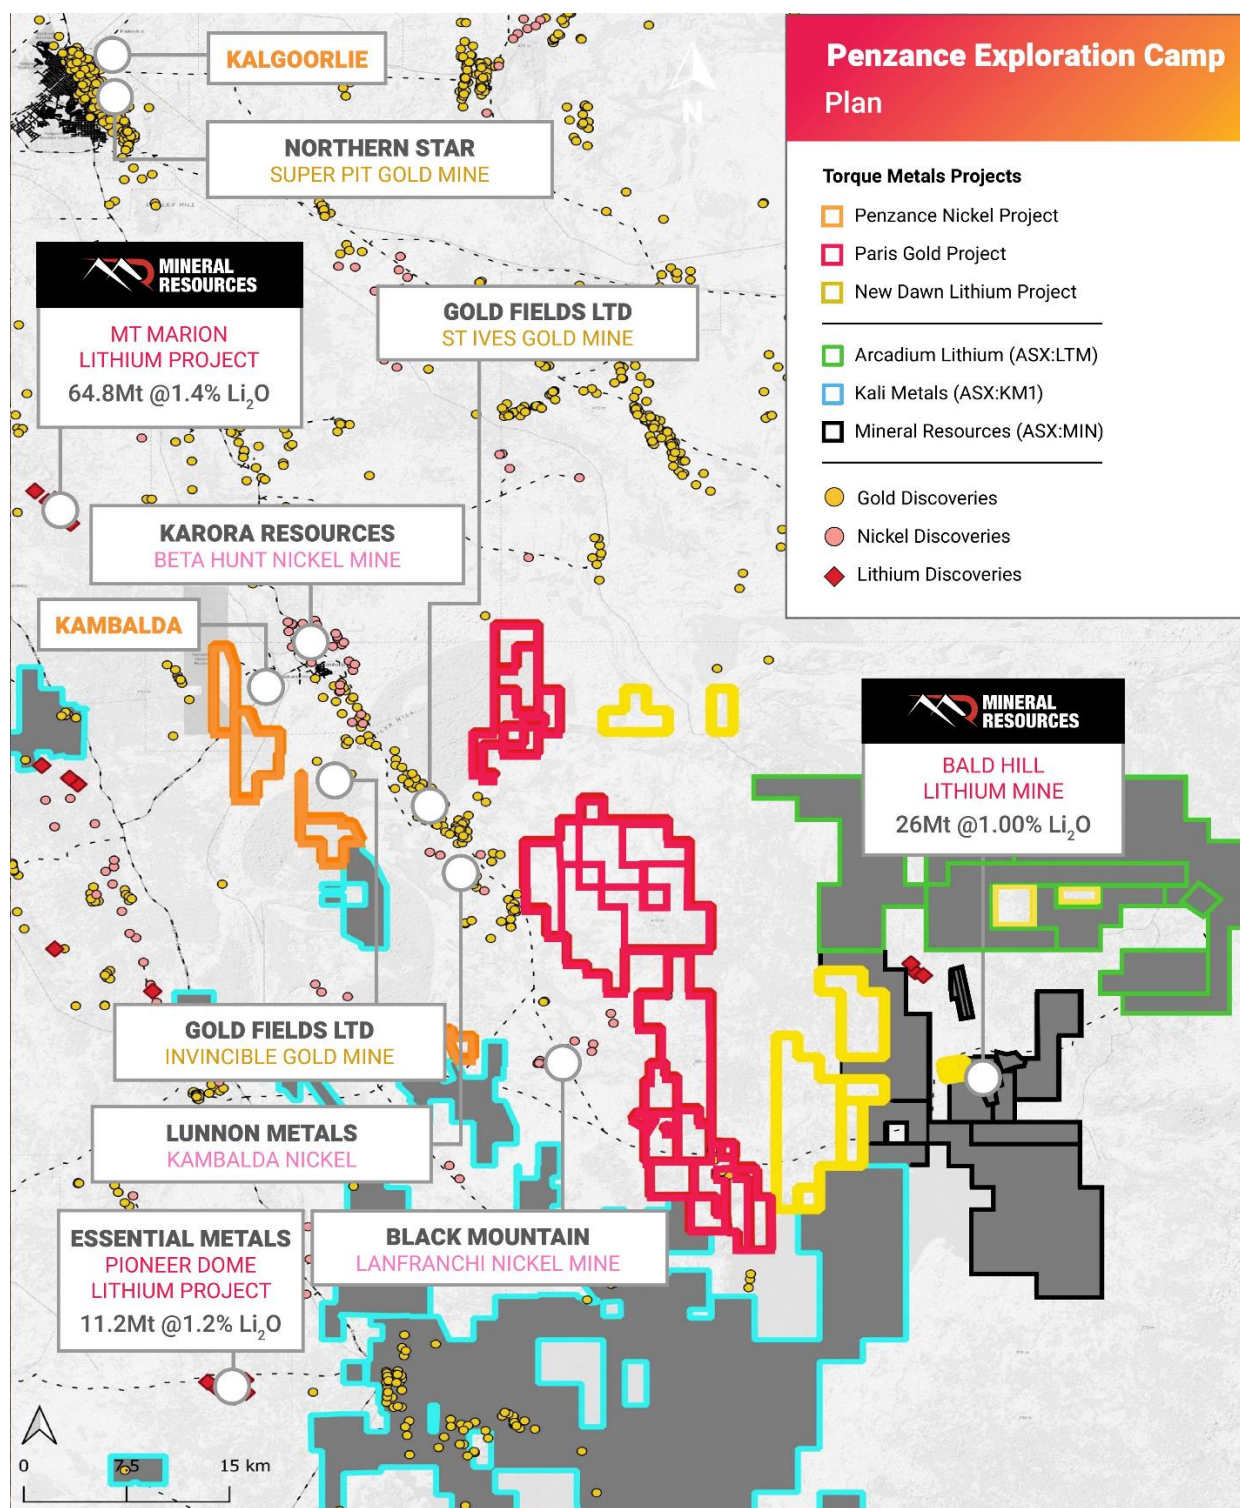 Penzance Exploration Camp
Plan
Torque Metals Projects
Penzance Nickel Project
Paris Gold Project
New Dawn Lithium Project
Arcadium Lithium (ASX:LTM)
Kali Metals (ASX:KM1)
Mineral Resources (ASX:MIN)
Gold Discoveries
Nickel Discoveries
Lithium Discoveries
KALGOORLIE
N
NORTHERN STAR
SUPER PIT GOLD MINE
MINERAL
RESOURCES
MT MARION
LITHIUM PROJECT
64.8Mt @1.4% Li₂O
GOLD FIELDS LTD
ST IVES GOLD MINE
KARORA RESOURCES
BETA HUNT NICKEL MINE
KAMBALDA
MINERAL
RESOURCES
BALD HILL
LITHIUM MINE
26Mt @1.00% Li₂O
GOLD FIELDS LTD
INVINCIBLE GOLD MINE
LUNNON METALS
KAMBALDA NICKEL
ESSENTIAL METALS
PIONEER DOME
LITHIUM PROJECT
11.2Mt @1.2% Li₂O
BLACK MOUNTAIN
LANFRANCHI NICKEL MINE
0 7.5 15 km